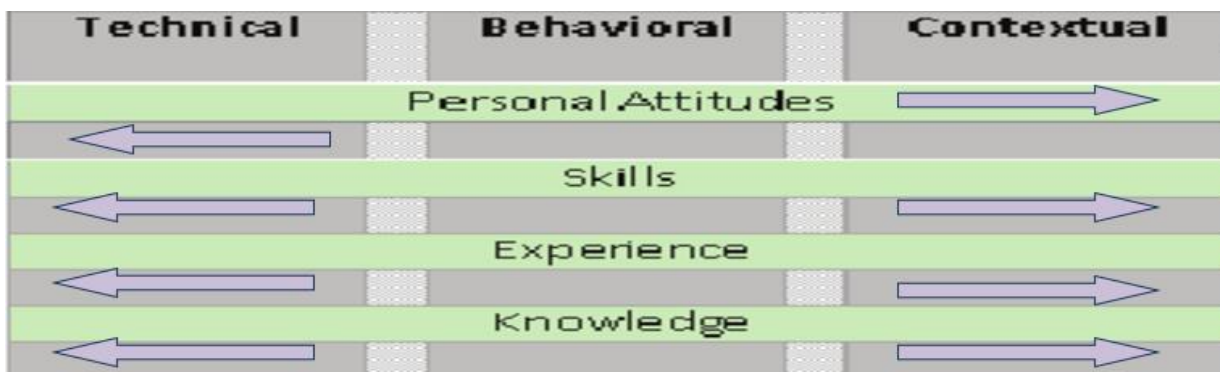 Technical Behavioral Contextual
Personal Attitudes
Skills
Experience
Knowledge